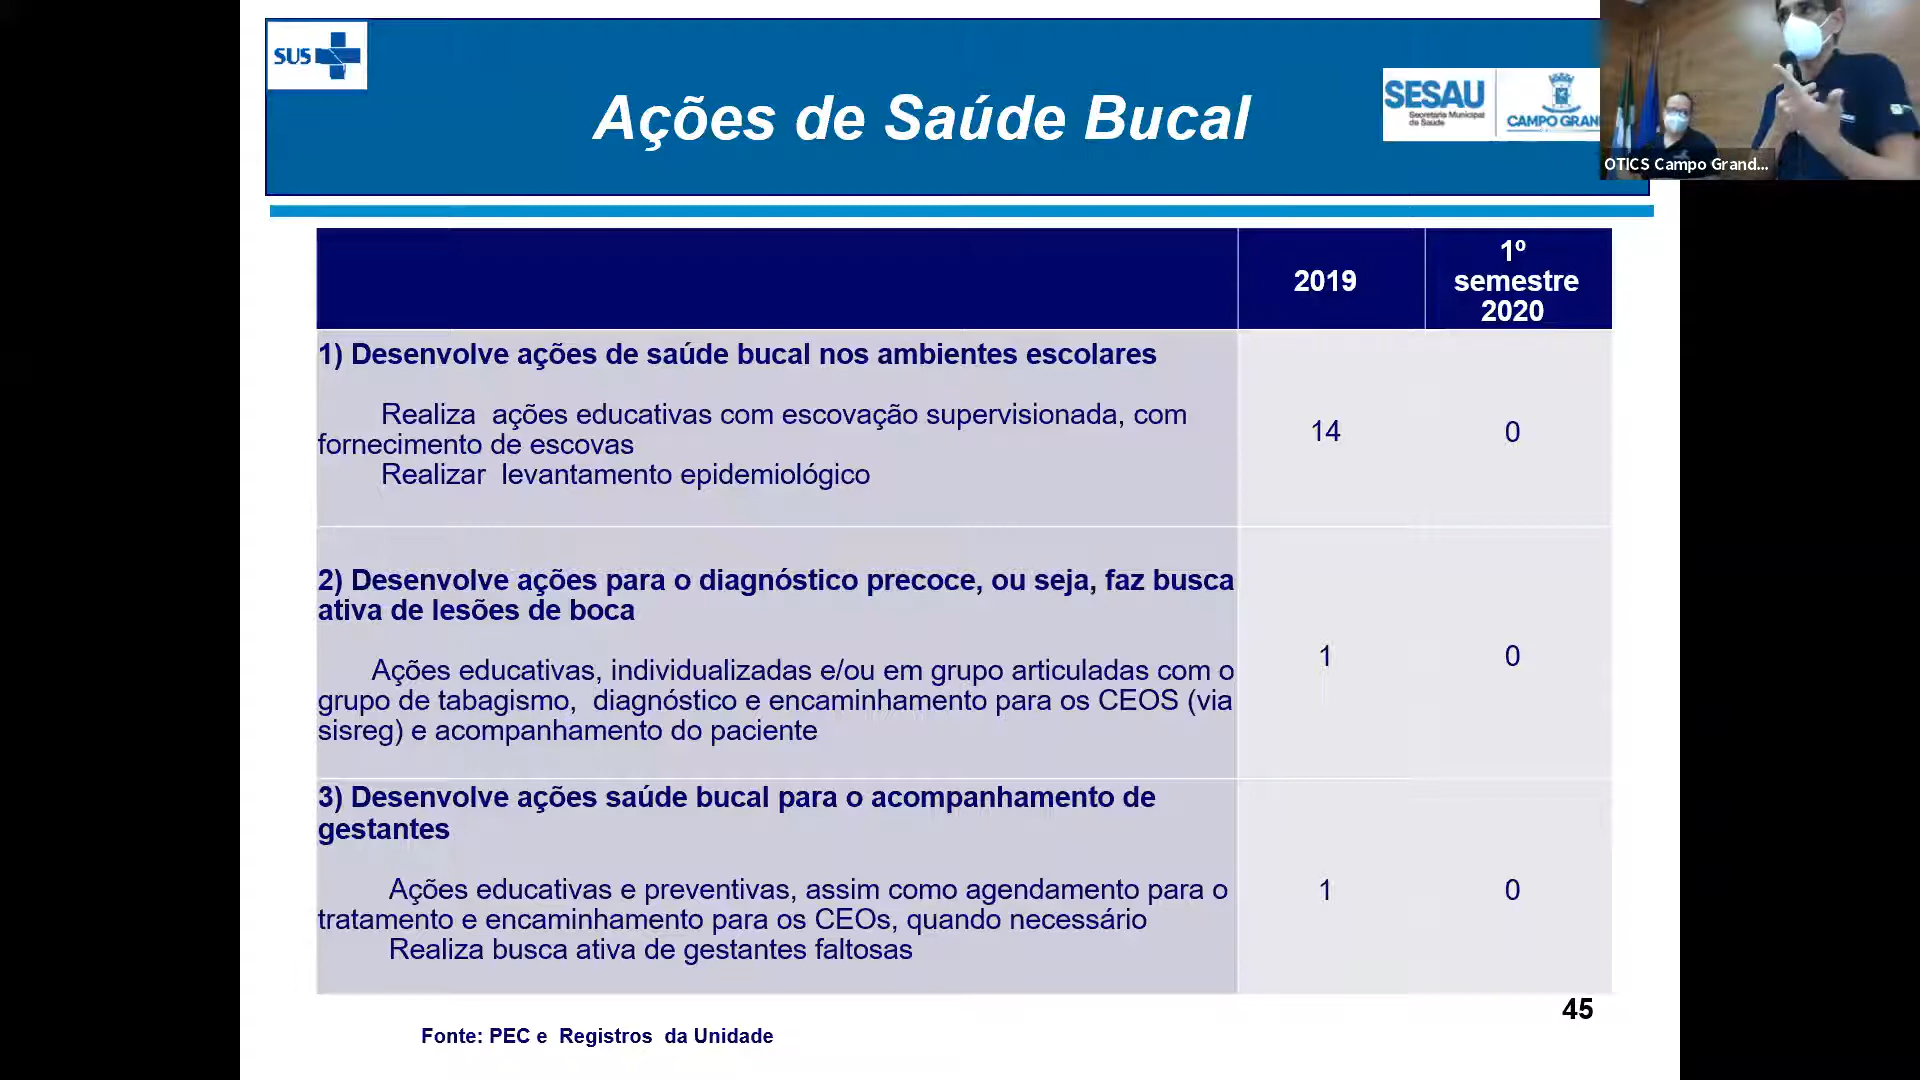 SUS
Ações de Saúde Bucal
SESAU
Secretaria Municipal
de Saúde
CAMPO GRAN
OTICS Campo Grand...
2019
1º
semestre
2020
1) Desenvolve ações de saúde bucal nos ambientes escolares
Realiza ações educativas com escovação supervisionada, com
fornecimento de escovas
Realizar levantamento epidemiológico
14
0
2) Desenvolve ações para o diagnóstico precoce, ou seja, faz busca
ativa de lesões de boca
Ações educativas, individualizadas e/ou em grupo articuladas com o
grupo de tabagismo, diagnóstico e encaminhamento para os CEOS (via
sisreg) e acompanhamento do paciente
1
0
3) Desenvolve ações saúde bucal para o acompanhamento de
gestantes
Ações educativas e preventivas, assim como agendamento para o
tratamento e encaminhamento para os CEOs, quando necessário
Realiza busca ativa de gestantes faltosas
1
0
45
Fonte: PEC e Registros da Unidade